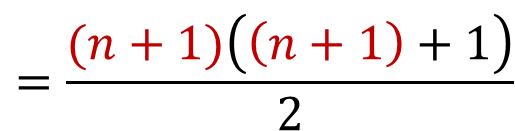 = (n + 1)((n + 1) + 1) / 2